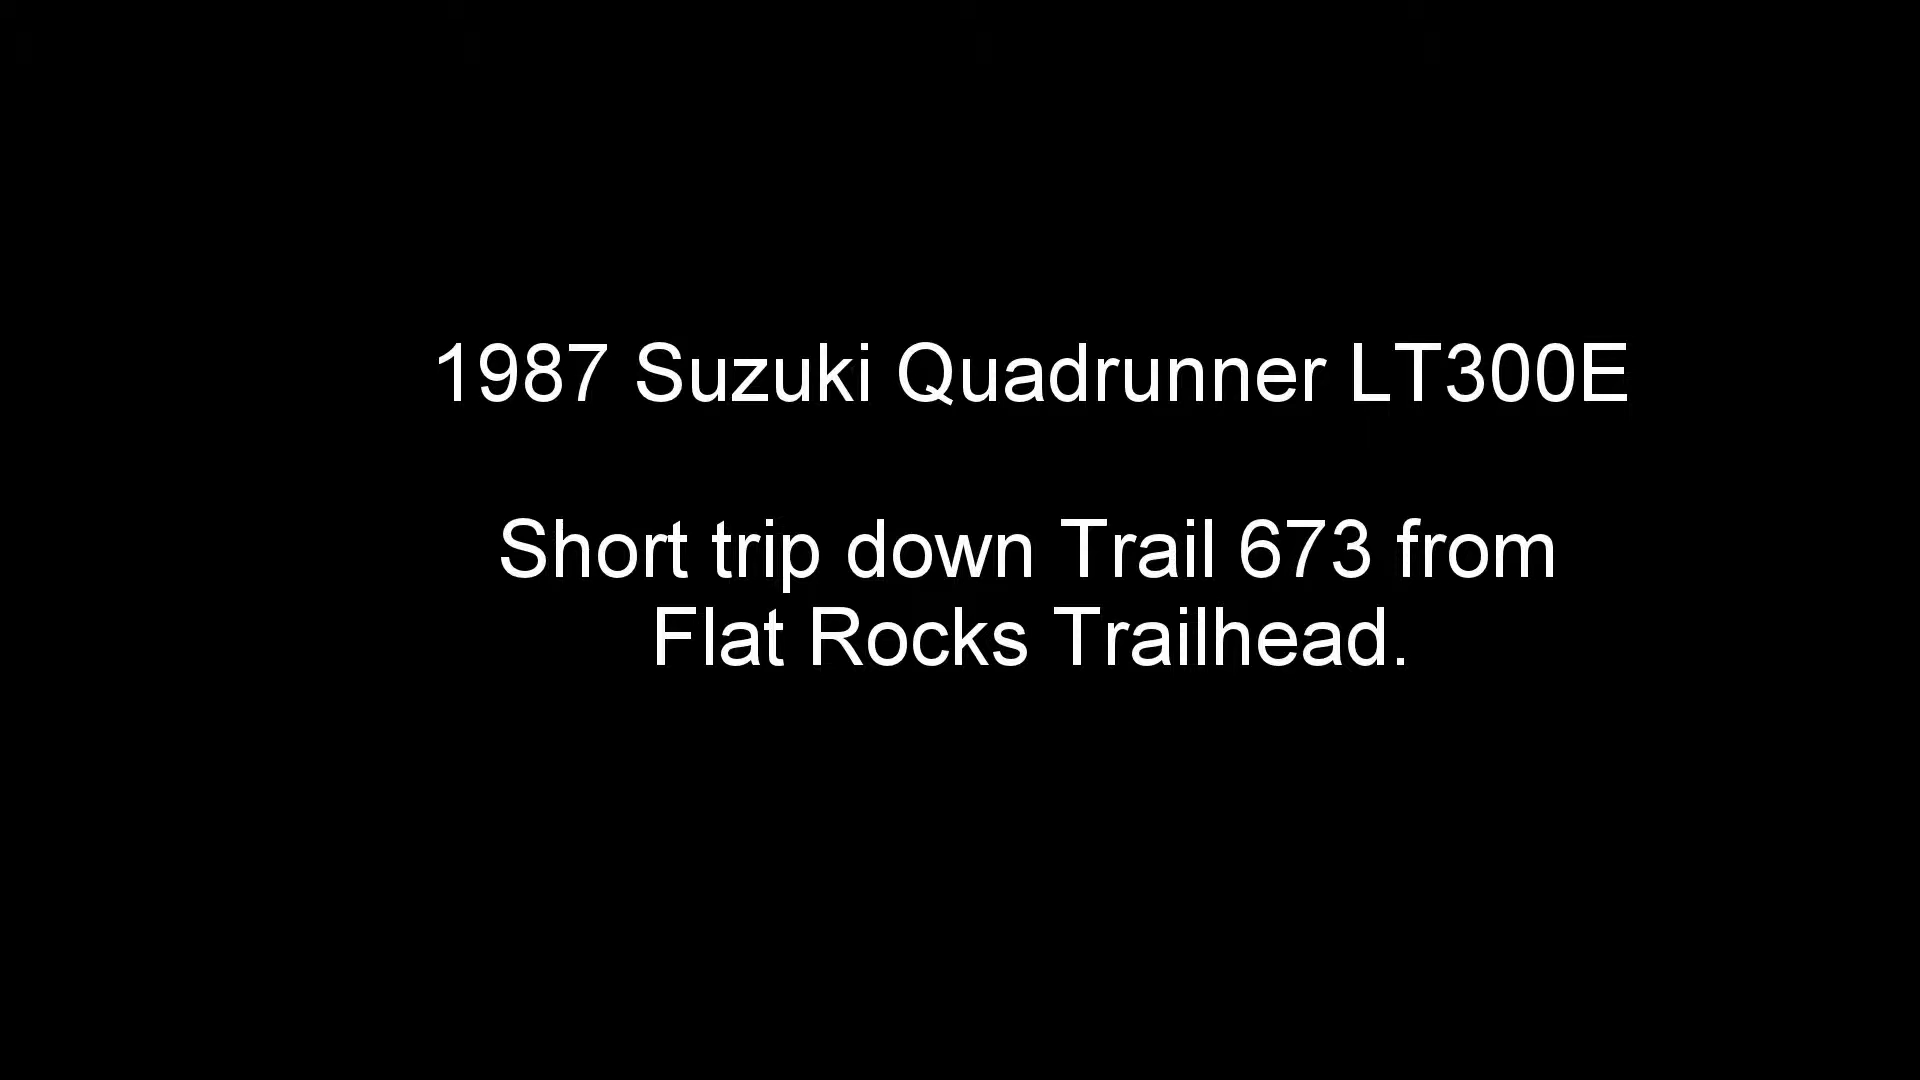 1987 Suzuki Quadrunner LT300E
Short trip down Trail 673 from
Flat Rocks Trailhead.